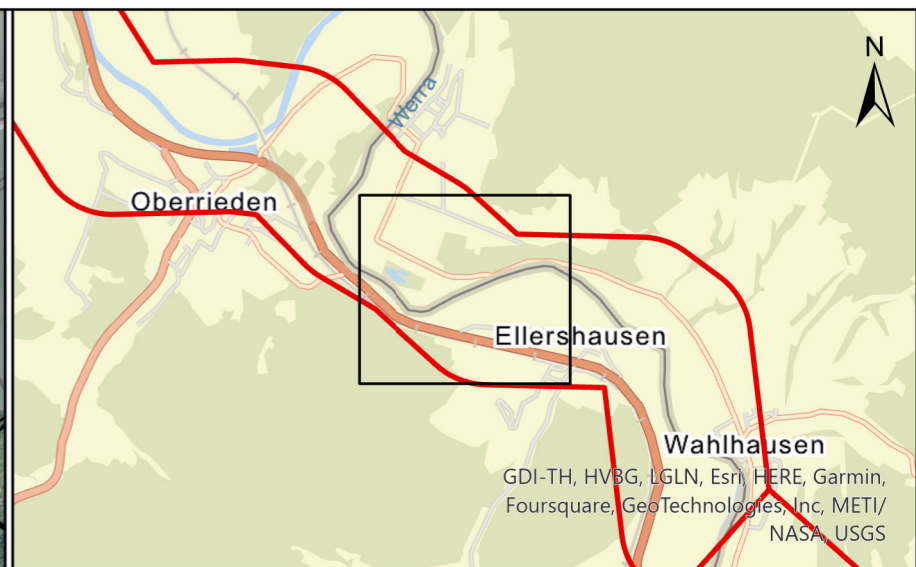 N
Werra
Oberrieden
Ellershausen
Wahlhausen
GDI-TH, HVBG, LGLN, Esri, HERE, Garmin,
Foursquare, GeoTechnologies, Inc, METI/
NASA, USGS